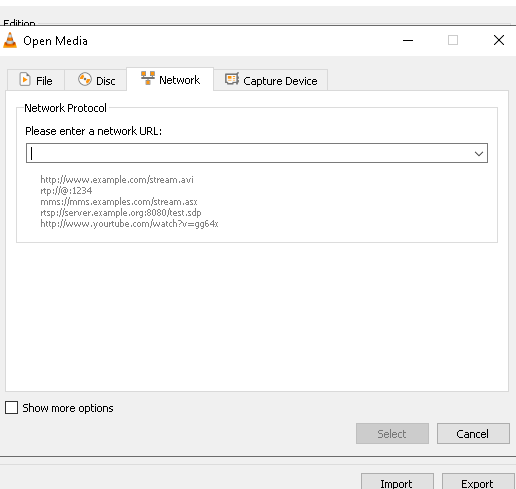 Edition
Open Media
File Disc Network Capture Device
Network Protocol
Please enter a network URL:
http://www.example.com/stream.avi
rtp://@:1234
mms://mms.examples.com/stream.asx
rtsp://server.example.org:8080/test.sdp
http://www.yourtube.com/watch?v=gg64x
Show more options
Select Cancel
Import Export